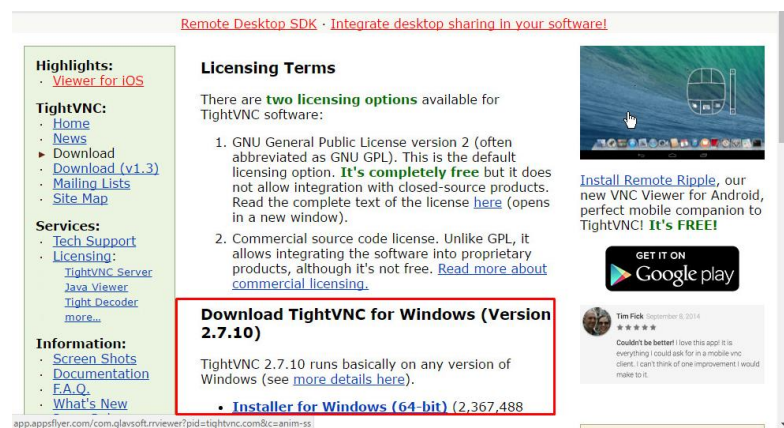 Remote Desktop SDK · Integrate desktop sharing in your software!
Highlights:
· Viewer for iOS
TightVNC:
· Home
· News
► Download
· Download (v1.3)
· Mailing Lists
· Site Map
Services:
· Tech Support
· Licensing:
TightVNC Server
Java Viewer
Tight Decoder
more...
Information:
· Screen Shots
· Documentation
· F.A.Q.
· What's New
Licensing Terms
There are two licensing options available for
TightVNC software:
1. GNU General Public License version 2 (often
abbreviated as GNU GPL). This is the default
licensing option. It's completely free but it does
not allow integration with closed-source products.
Read the complete text of the license here (opens
in a new window).
2. Commercial source code license. Unlike GPL, it
allows integrating the software into proprietary
products, although it's not free. Read more about
commercial licensing.
Download TightVNC for Windows (Version
2.7.10)
TightVNC 2.7.10 runs basically on any version of
Windows (see more details here).
• Installer for Windows (64-bit) (2,367,488
Install Remote Ripple, our
new VNC Viewer for Android,
perfect mobile companion to
TightVNC! It's FREE!
GET IT ON
Google play
Tim Fick September 8, 2014
★★★★★
Couldn't be better! I love this app! It is
everything I could ask for in a mobile vnc
client. I can't think of one improvement I would
make to it.
app.appsflyer.com/com.glavsoft.rrviewer?pid=tightvnc.com&c=anim-ss